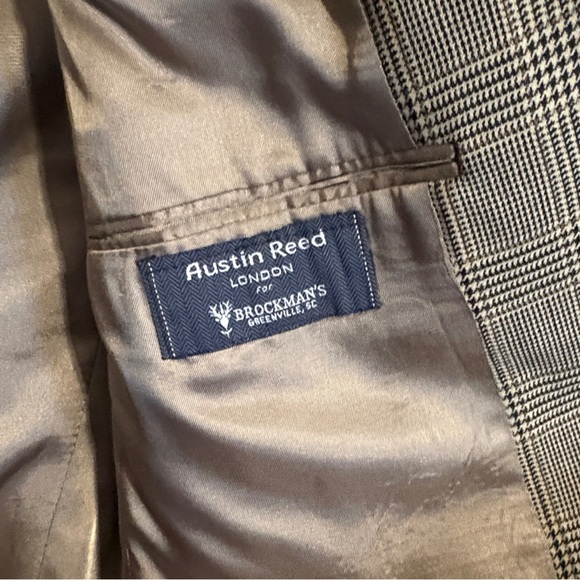 Austin Reed
LONDON
For
BROCKMAN'S
GREENVILLE, SC